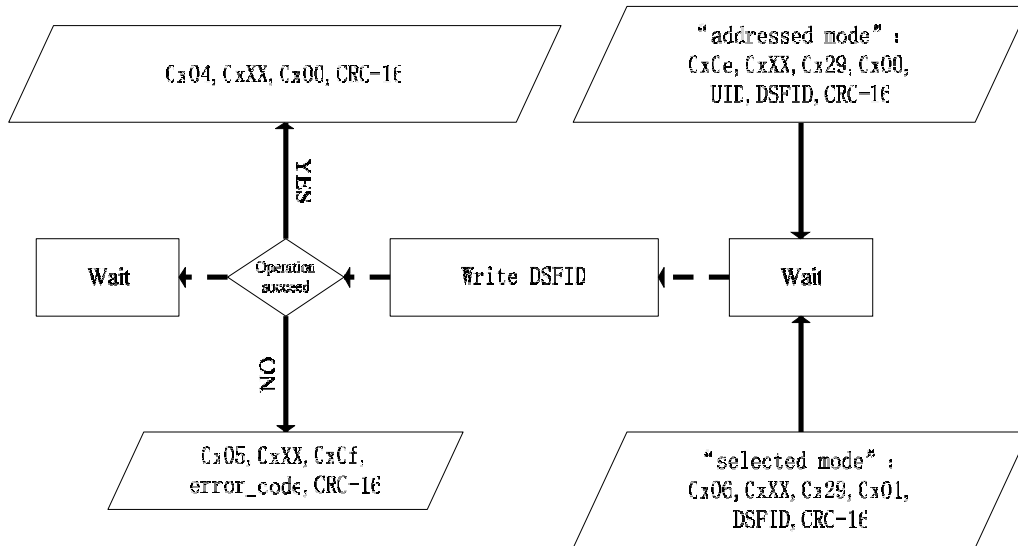 0x04, 0xXX, 0x00, CRC-16
“addressed mode” :
0x0e, 0xXX, 0x29, 0x00,
UID, DSFID, CRC-16
YES
Wait
Operation
succeed
Write DSFID
Wait
ON
0x05, 0xXX, 0x0f,
error_code, CRC-16
“selected mode” :
0x06, 0xXX, 0x29, 0x01,
DSFID, CRC-16